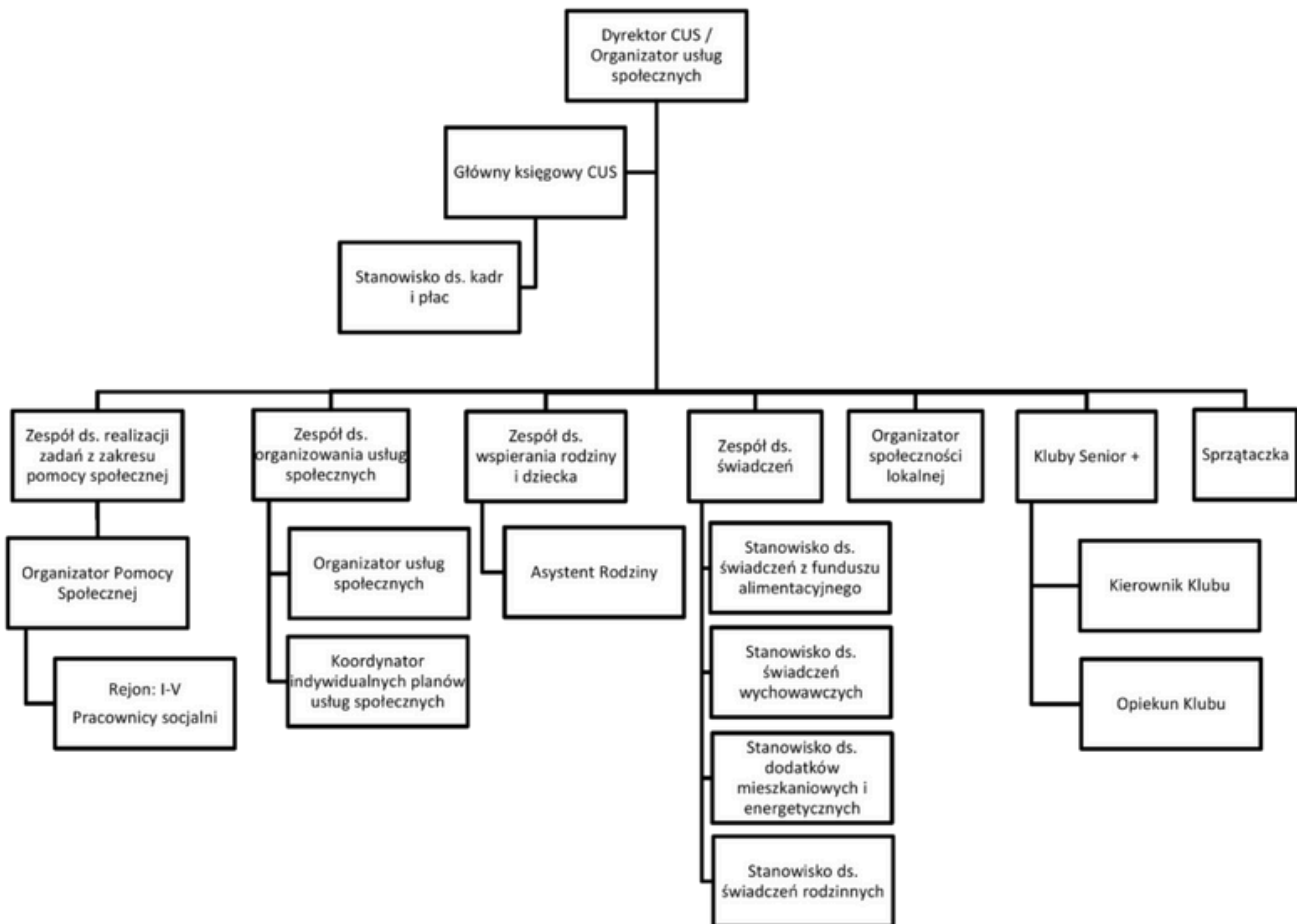 Dyrektor CUS /
Organizator usług
społecznych
Główny księgowy CUS
Stanowisko ds. kadr
i płac
Zespół ds. realizacji
zadań z zakresu
pomocy społecznej
Zespół ds.
organizowania usług
społecznych
Zespół ds.
wspierania rodziny
i dziecka
Zespół ds.
świadczeń
Organizator
społeczności
lokalnej
Kluby Senior +
Sprzątaczka
Organizator Pomocy
Społecznej
Rejon: I-V
Pracownicy socjalni
Organizator usług
społecznych
Koordynator
indywidualnych planów
usług społecznych
Asystent Rodziny
Stanowisko ds.
świadczeń z funduszu
alimentacyjnego
Stanowisko ds.
świadczeń
wychowawczych
Stanowisko ds.
dodatków
mieszkaniowych i
energetycznych
Stanowisko ds.
świadczeń rodzinnych
Kierownik Klubu
Opiekun Klubu